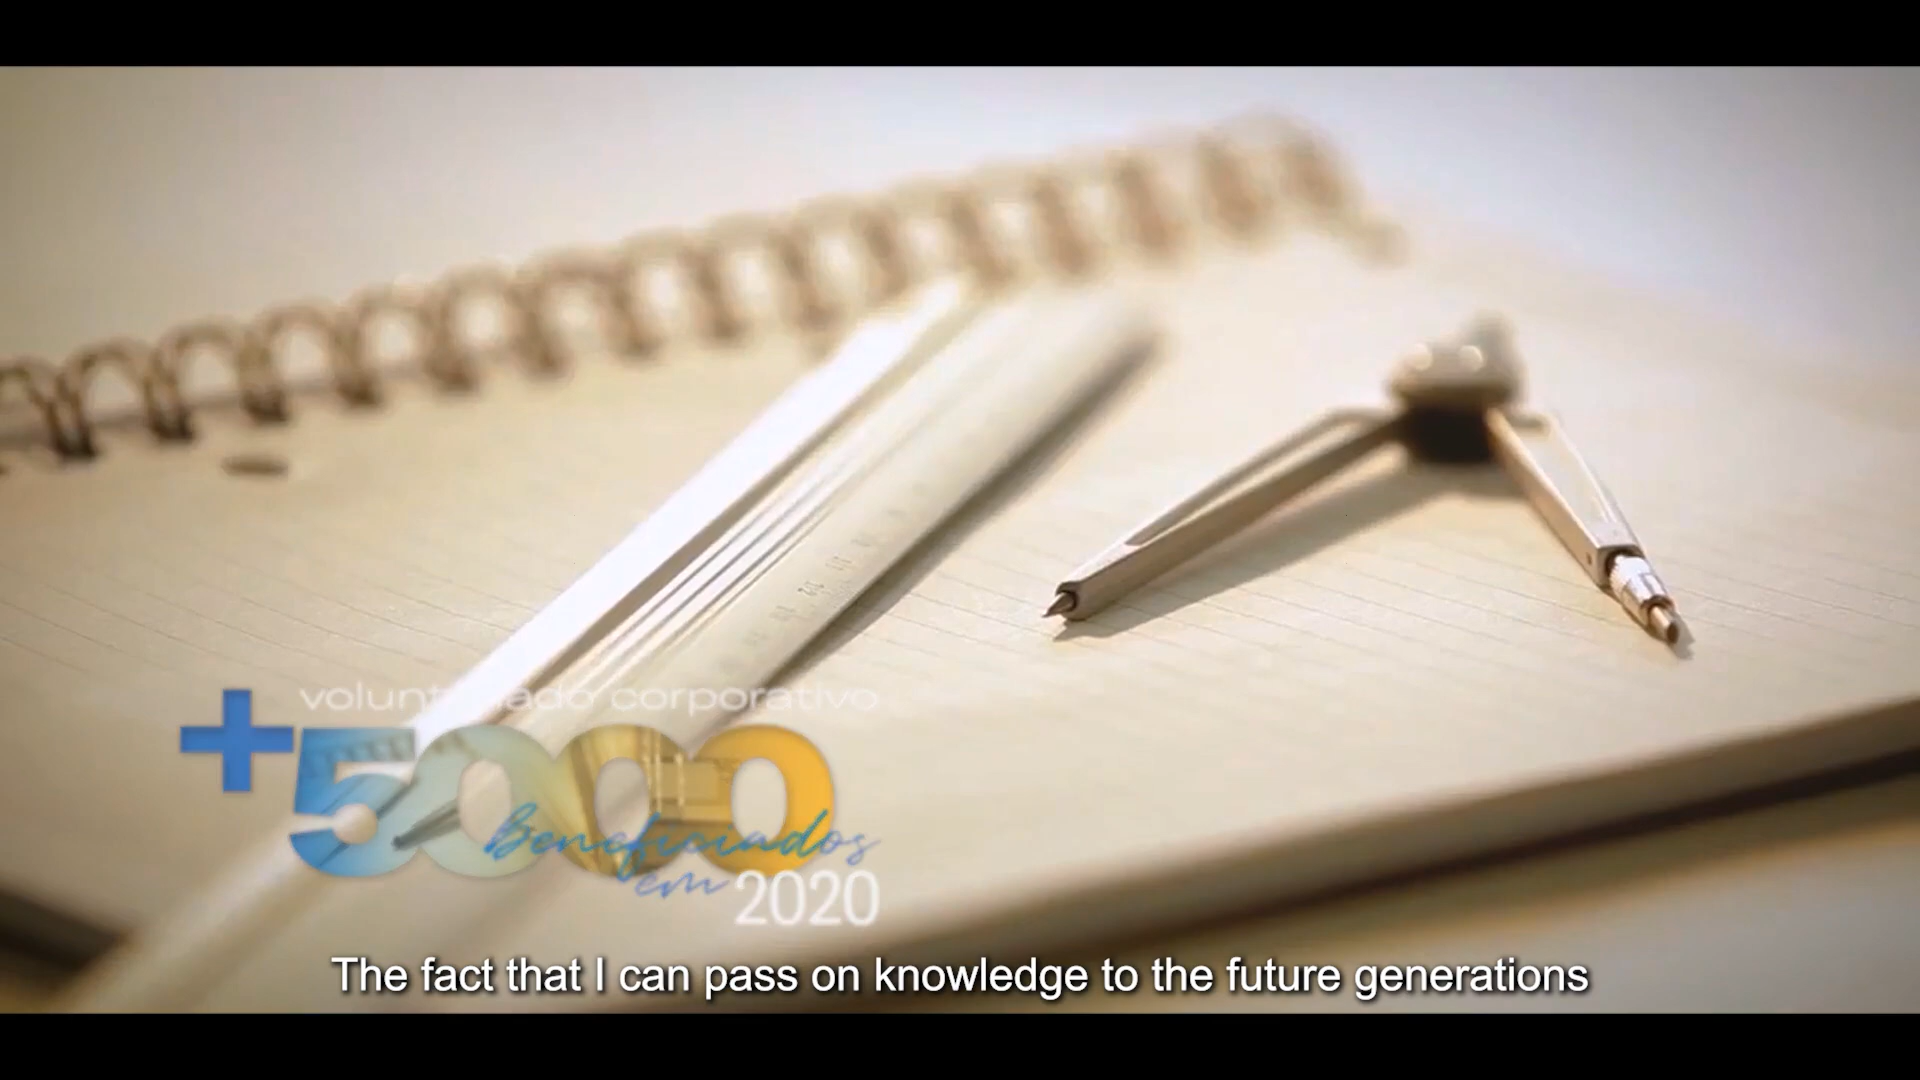 voluntariado corporativo
+5000
Beneficiados
em 2020
The fact that I can pass on knowledge to the future generations